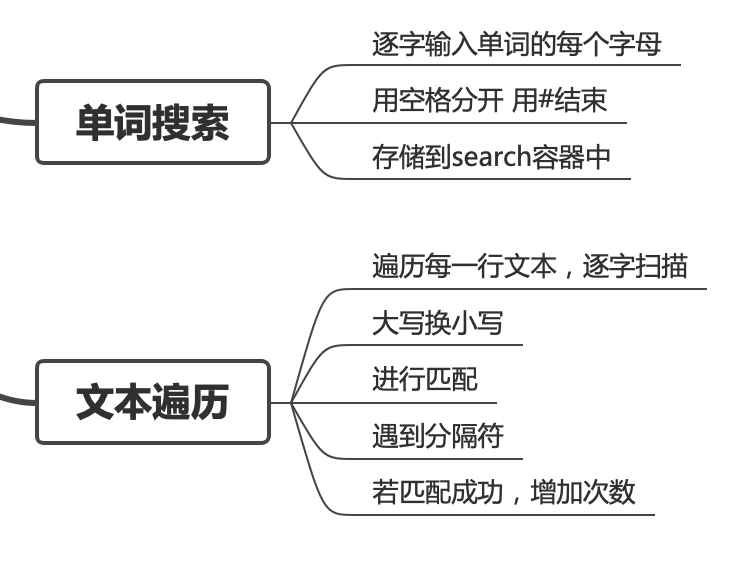 单词搜索
逐字输入单词的每个字母
用空格分开 用#结束
存储到search容器中
文本遍历
遍历每一行文本，逐字扫描
大写换小写
进行匹配
遇到分隔符
若匹配成功，增加次数